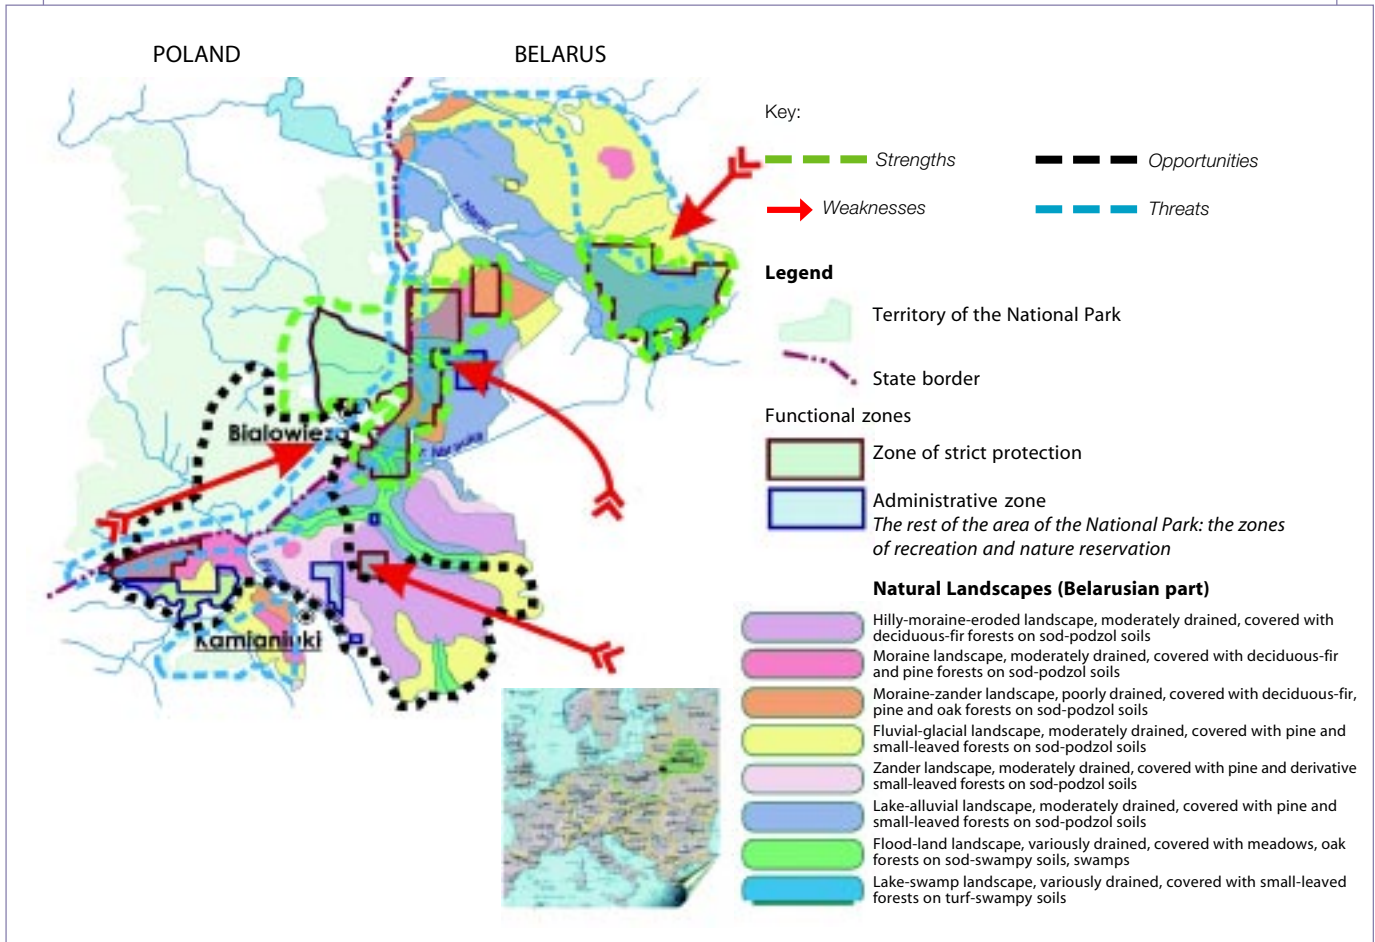 POLAND
BELARUS
Key:
Strengths
Opportunities
Weaknesses
Threats
Legend
Territory of the National Park
State border
Functional zones
Zone of strict protection
Administrative zone
The rest of the area of the National Park: the zones
of recreation and nature reservation
Natural Landscapes (Belarusian part)
Hilly-moraine-eroded landscape, moderately drained, covered with
deciduous-fir forests on sod-podzol soils
Moraine landscape, moderately drained, covered with deciduous-fir
and pine forests on sod-podzol soils
Moraine-zander landscape, poorly drained, covered with deciduous-fir,
pine and oak forests on sod-podzol soils
Fluvial-glacial landscape, moderately drained, covered with pine and
small-leaved forests on sod-podzol soils
Zander landscape, moderately drained, covered with pine and derivative
small-leaved forests on sod-podzol soils
Lake-alluvial landscape, moderately drained, covered with pine and
small-leaved forests on sod-podzol soils
Flood-land landscape, variously drained, covered with meadows, oak
forests on sod-swampy soils, swamps
Lake-swamp landscape, variously drained, covered with small-leaved
forests on turf-swampy soils
Bialowieza
Kamianiuki